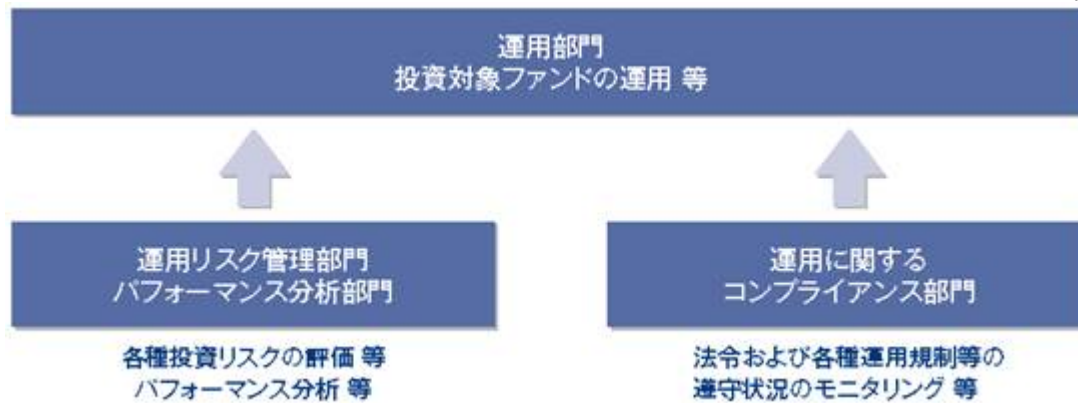 運用部門
投資対象ファンドの運用 等
運用リスク管理部門
パフォーマンス分析部門
各種投資リスクの評価 等
パフォーマンス分析 等
運用に関する
コンプライアンス部門
法令および各種運用規制等の
遵守状況のモニタリング 等